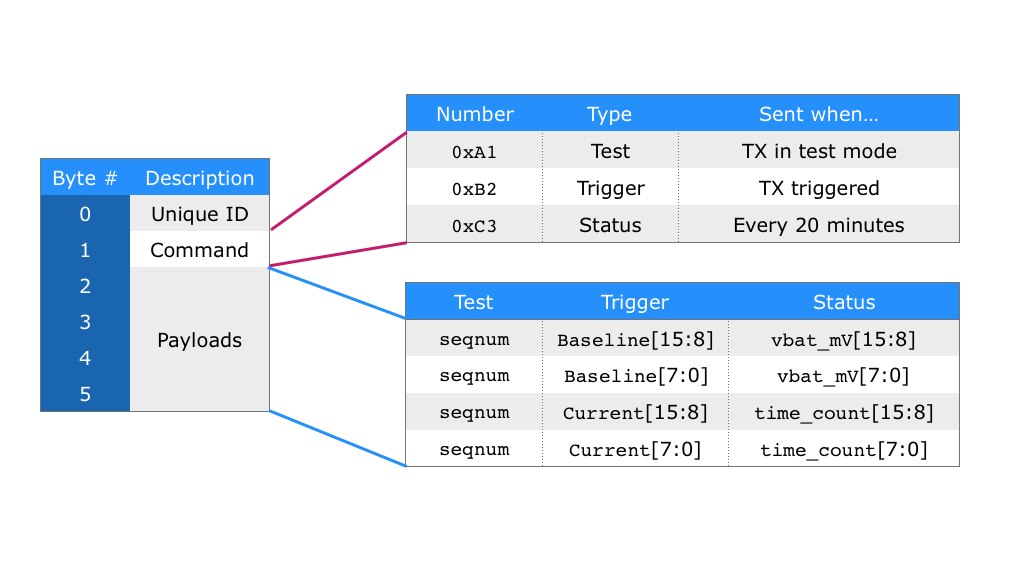 Byte # Description
0 Unique ID
1 Command
2
3
4
5
Payloads
Number Type Sent when…
0xA1 Test TX in test mode
0xB2 Trigger TX triggered
0xC3 Status Every 20 minutes
Test Trigger Status
seqnum Baseline[15:8] vbat_mV[15:8]
seqnum Baseline[7:0] vbat_mV[7:0]
seqnum Current[15:8] time_count[15:8]
seqnum Current[7:0] time_count[7:0]